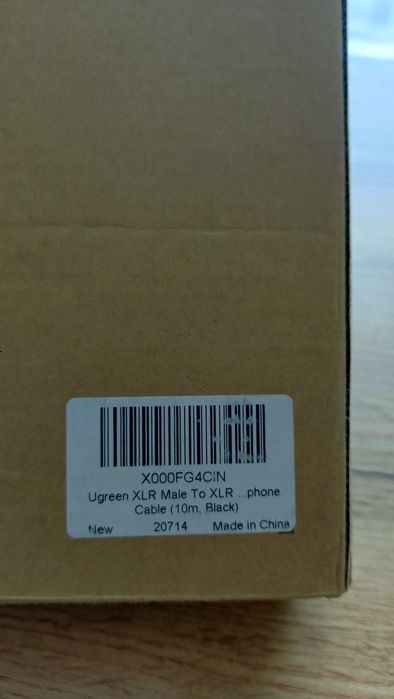 X000FG4CIN
Ugreen XLR Male To XLR ...phone
Cable (10m, Black)
New 20714 Made in China